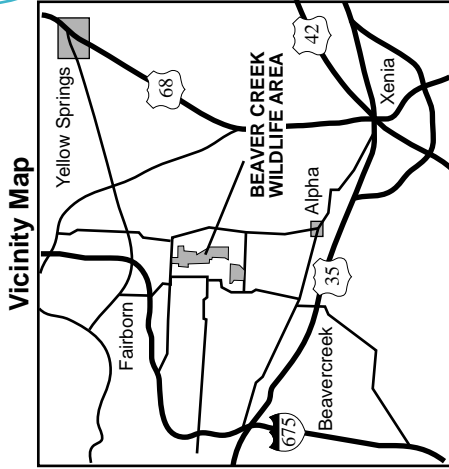 Vicinity Map
Yellow Springs
68
42
Fairborn
BEAVER CREEK
WILDLIFE AREA
Xenia
Alpha
35
Beavercreek
675